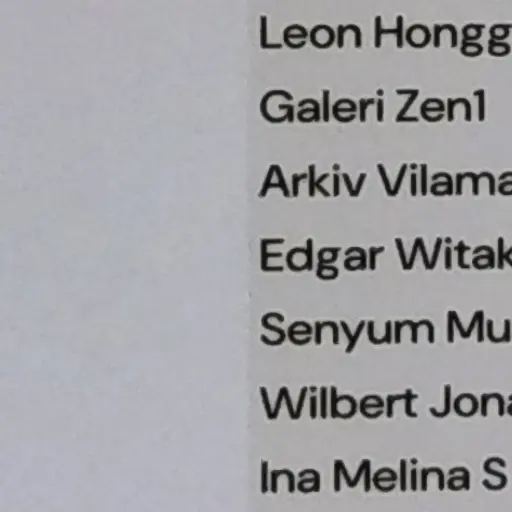 Leon Hongg
Galeri Zen1
Arkiv Vilama
Edgar Witak
Senyum Mu
Wilbert Jona
Ina Melina S